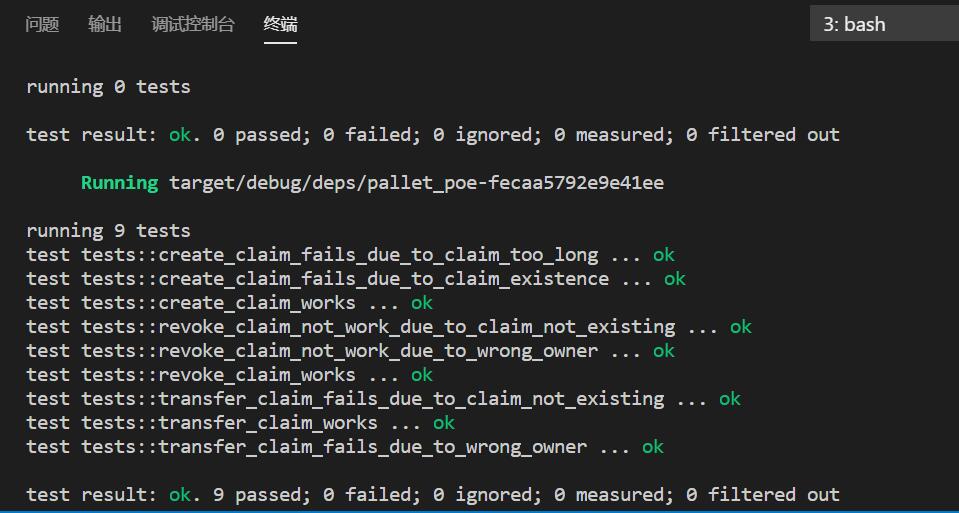 问题 输出 调试控制台 终端 3: bash
running 0 tests
test result: ok. 0 passed; 0 failed; 0 ignored; 0 measured; 0 filtered out
Running target/debug/deps/pallet_poe-fecaa5792e9e41ee
running 9 tests
test tests::create_claim_fails_due_to_claim_too_long ... ok
test tests::create_claim_fails_due_to_claim_existence ... ok
test tests::create_claim_works ... ok
test tests::revoke_claim_not_work_due_to_claim_not_existing ... ok
test tests::revoke_claim_not_work_due_to_wrong_owner ... ok
test tests::revoke_claim_works ... ok
test tests::transfer_claim_fails_due_to_claim_not_existing ... ok
test tests::transfer_claim_works ... ok
test tests::transfer_claim_fails_due_to_wrong_owner ... ok
test result: ok. 9 passed; 0 failed; 0 ignored; 0 measured; 0 filtered out